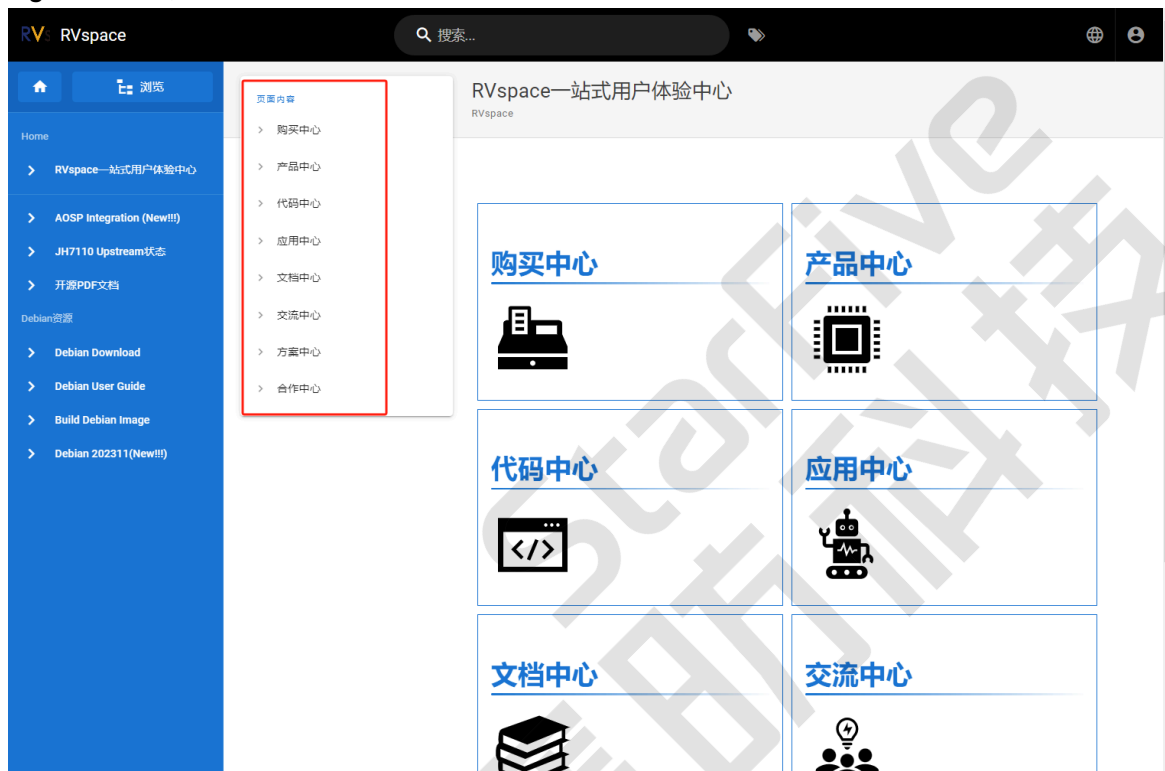 RVs RVspace
搜索...
浏览
Home
RVspace一站式用户体验中心
AOSP Integration (New!!!)
JH7110 Upstream状态
开源PDF文档
Debian资源
Debian Download
Debian User Guide
Build Debian Image
Debian 202311(New!!!)
页面内容
购买中心
产品中心
代码中心
应用中心
文档中心
交流中心
方案中心
合作中心
RVspace一站式用户体验中心
RVspace
购买中心
产品中心
代码中心
</>
应用中心
文档中心
交流中心
StarFive
昉科技